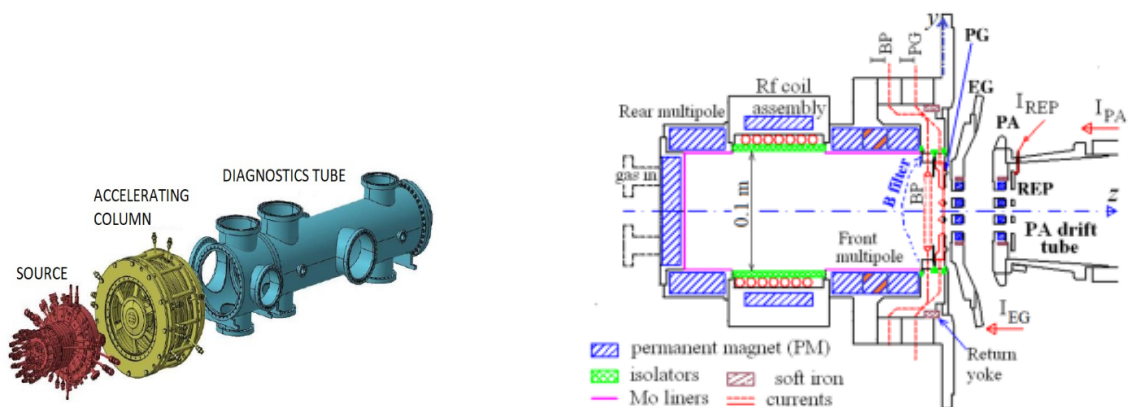 DIAGNOSTICS TUBE
ACCELERATING
COLUMN
SOURCE
y
I_BP
I_PG
PG
EG
Rf coil
assembly
Rear multipole
PA
I_REP
I_PA
gas in
0.1 m
B filter
BP
REP
z
PA drift
tube
Front
multipole
I_EG
Return
yoke
permanent magnet (PM)
isolators
soft iron
Mo liners
currents